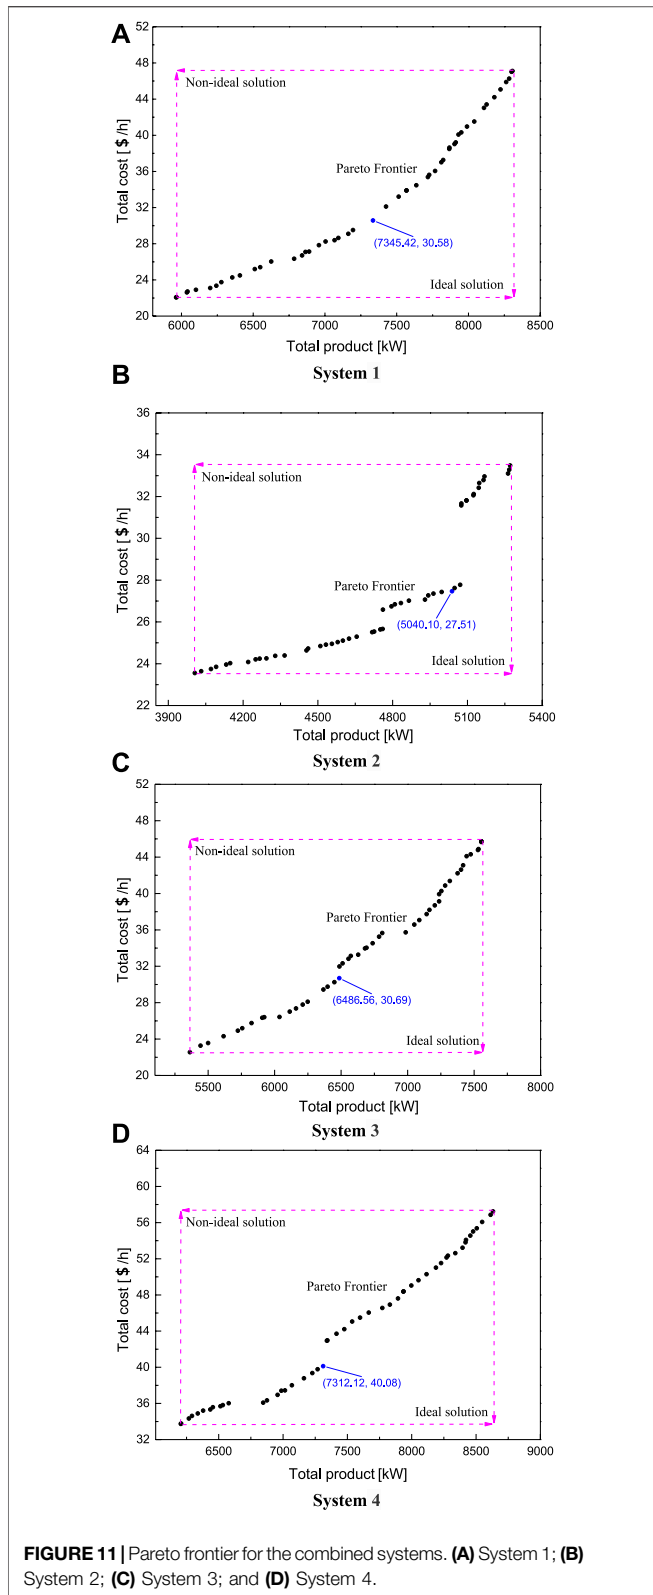 A
48
44
40
36
32
28
24
20
Total cost [ $ /h]
Non-ideal solution
Pareto Frontier
(7345.42, 30.58)
Ideal solution
6000 6500 7000 7500 8000 8500
Total product [kW]
System 1
B
36
34
32
30
28
26
24
22
Total cost [ $ /h]
Non-ideal solution
Pareto Frontier
(5040.10, 27.51)
Ideal solution
3900 4200 4500 4800 5100 5400
Total product [kW]
System 2
C
52
48
44
40
36
32
28
24
20
Total cost [ $ /h]
Non-ideal solution
Pareto Frontier
(6486.56, 30.69)
Ideal solution
5500 6000 6500 7000 7500 8000
Total product [kW]
System 3
D
64
60
56
52
48
44
40
36
32
Total cost [ $ /h]
Non-ideal solution
Pareto Frontier
(7312.12, 40.08)
Ideal solution
6500 7000 7500 8000 8500 9000
Total product [kW]
System 4
FIGURE 11 | Pareto frontier for the combined systems. (A) System 1; (B)
System 2; (C) System 3; and (D) System 4.